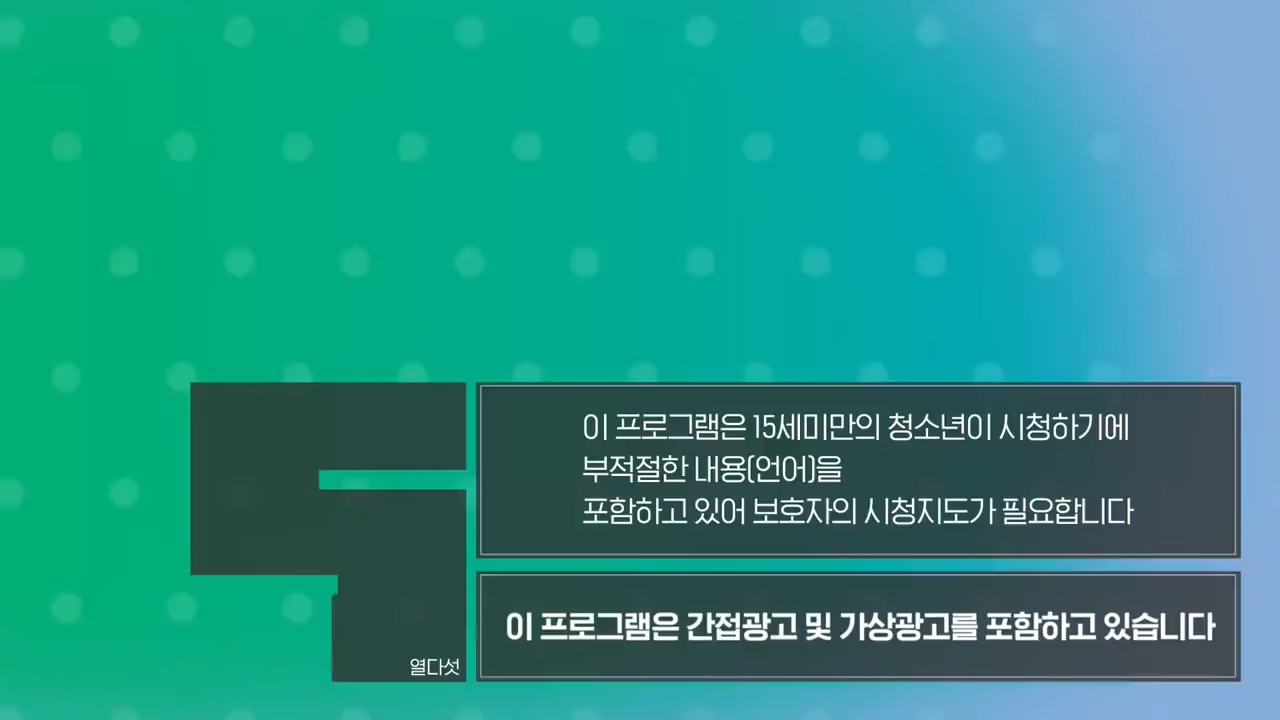 이 프로그램은 15세미만의 청소년이 시청하기에
부적절한 내용(언어)을
포함하고 있어 보호자의 시청지도가 필요합니다
이 프로그램은 간접광고 및 가상광고를 포함하고 있습니다
열다섯